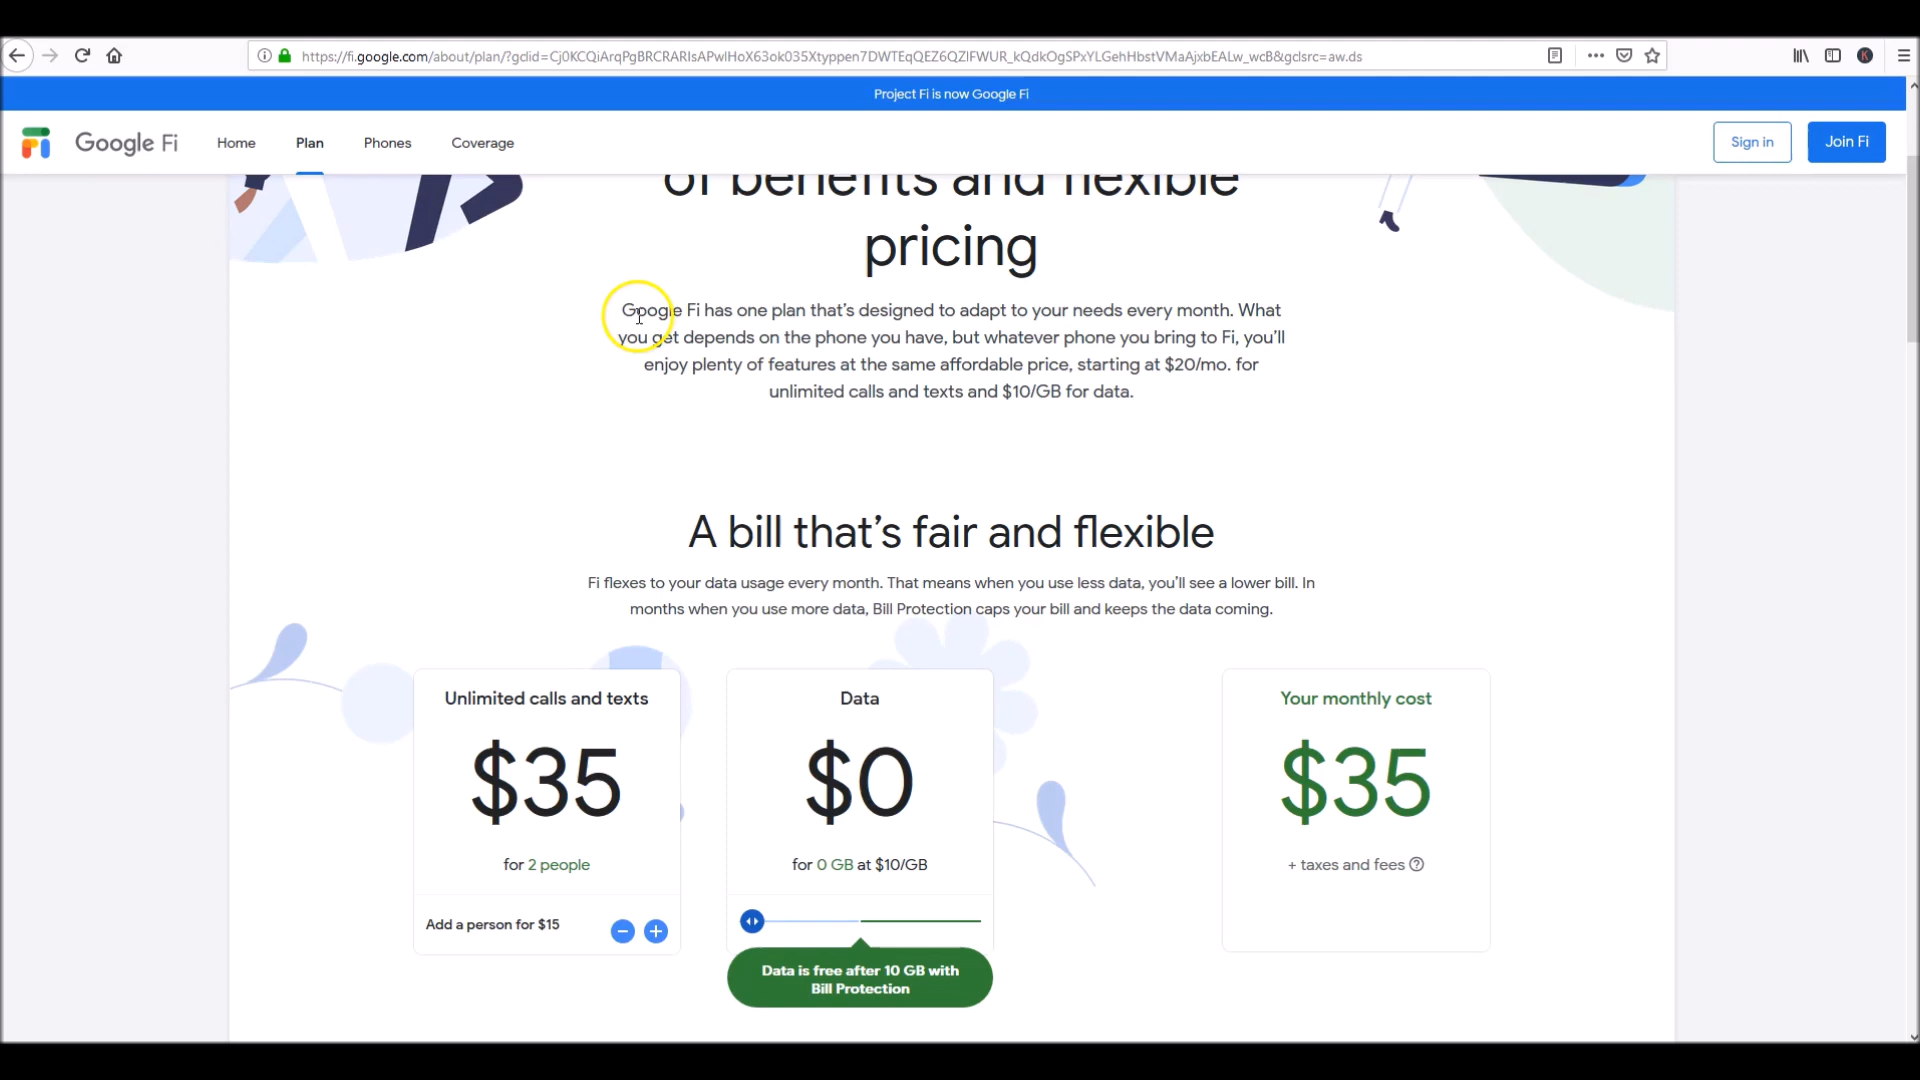 https://fi.google.com/about/plan/?gclid=Cj0KCQiArqPgBRCRARIsAPwlHoX63ok035Xtyppen7DWTEqQEZ6QZlFWUR_kQdkOgSPxYLGehHbstVMaAjxbEALw_wcB&gclsrc=aw.ds
K
Project Fi is now Google Fi
Google Fi
Home
Plan
Phones
Coverage
Sign in
Join Fi
of benefits and flexible
pricing
Google Fi has one plan that’s designed to adapt to your needs every month. What
you get depends on the phone you have, but whatever phone you bring to Fi, you’ll
enjoy plenty of features at the same affordable price, starting at $20/mo. for
unlimited calls and texts and $10/GB for data.
A bill that’s fair and flexible
Fi flexes to your data usage every month. That means when you use less data, you’ll see a lower bill. In
months when you use more data, Bill Protection caps your bill and keeps the data coming.
Unlimited calls and texts
$35
for 2 people
Add a person for $15
Data
$0
for 0 GB at $10/GB
Data is free after 10 GB with
Bill Protection
Your monthly cost
$35
+ taxes and fees